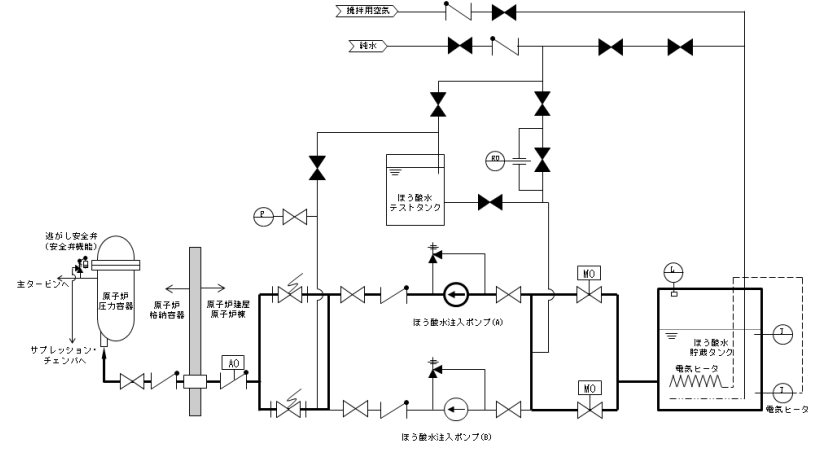 攪拌用空気
純水
RO
ほう酸水
テストタンク
P
逃がし安全弁
(安全弁機能)
主タービンへ
原子炉
圧力容器
原子炉
格納容器
原子炉建屋
原子炉棟
サプレッション・
チェンバへ
AO
MO
ほう酸水注入ポンプ(A)
L
ほう酸水
貯蔵タンク
T
電気ヒータ
MO
T
電気ヒータ
ほう酸水注入ポンプ(B)